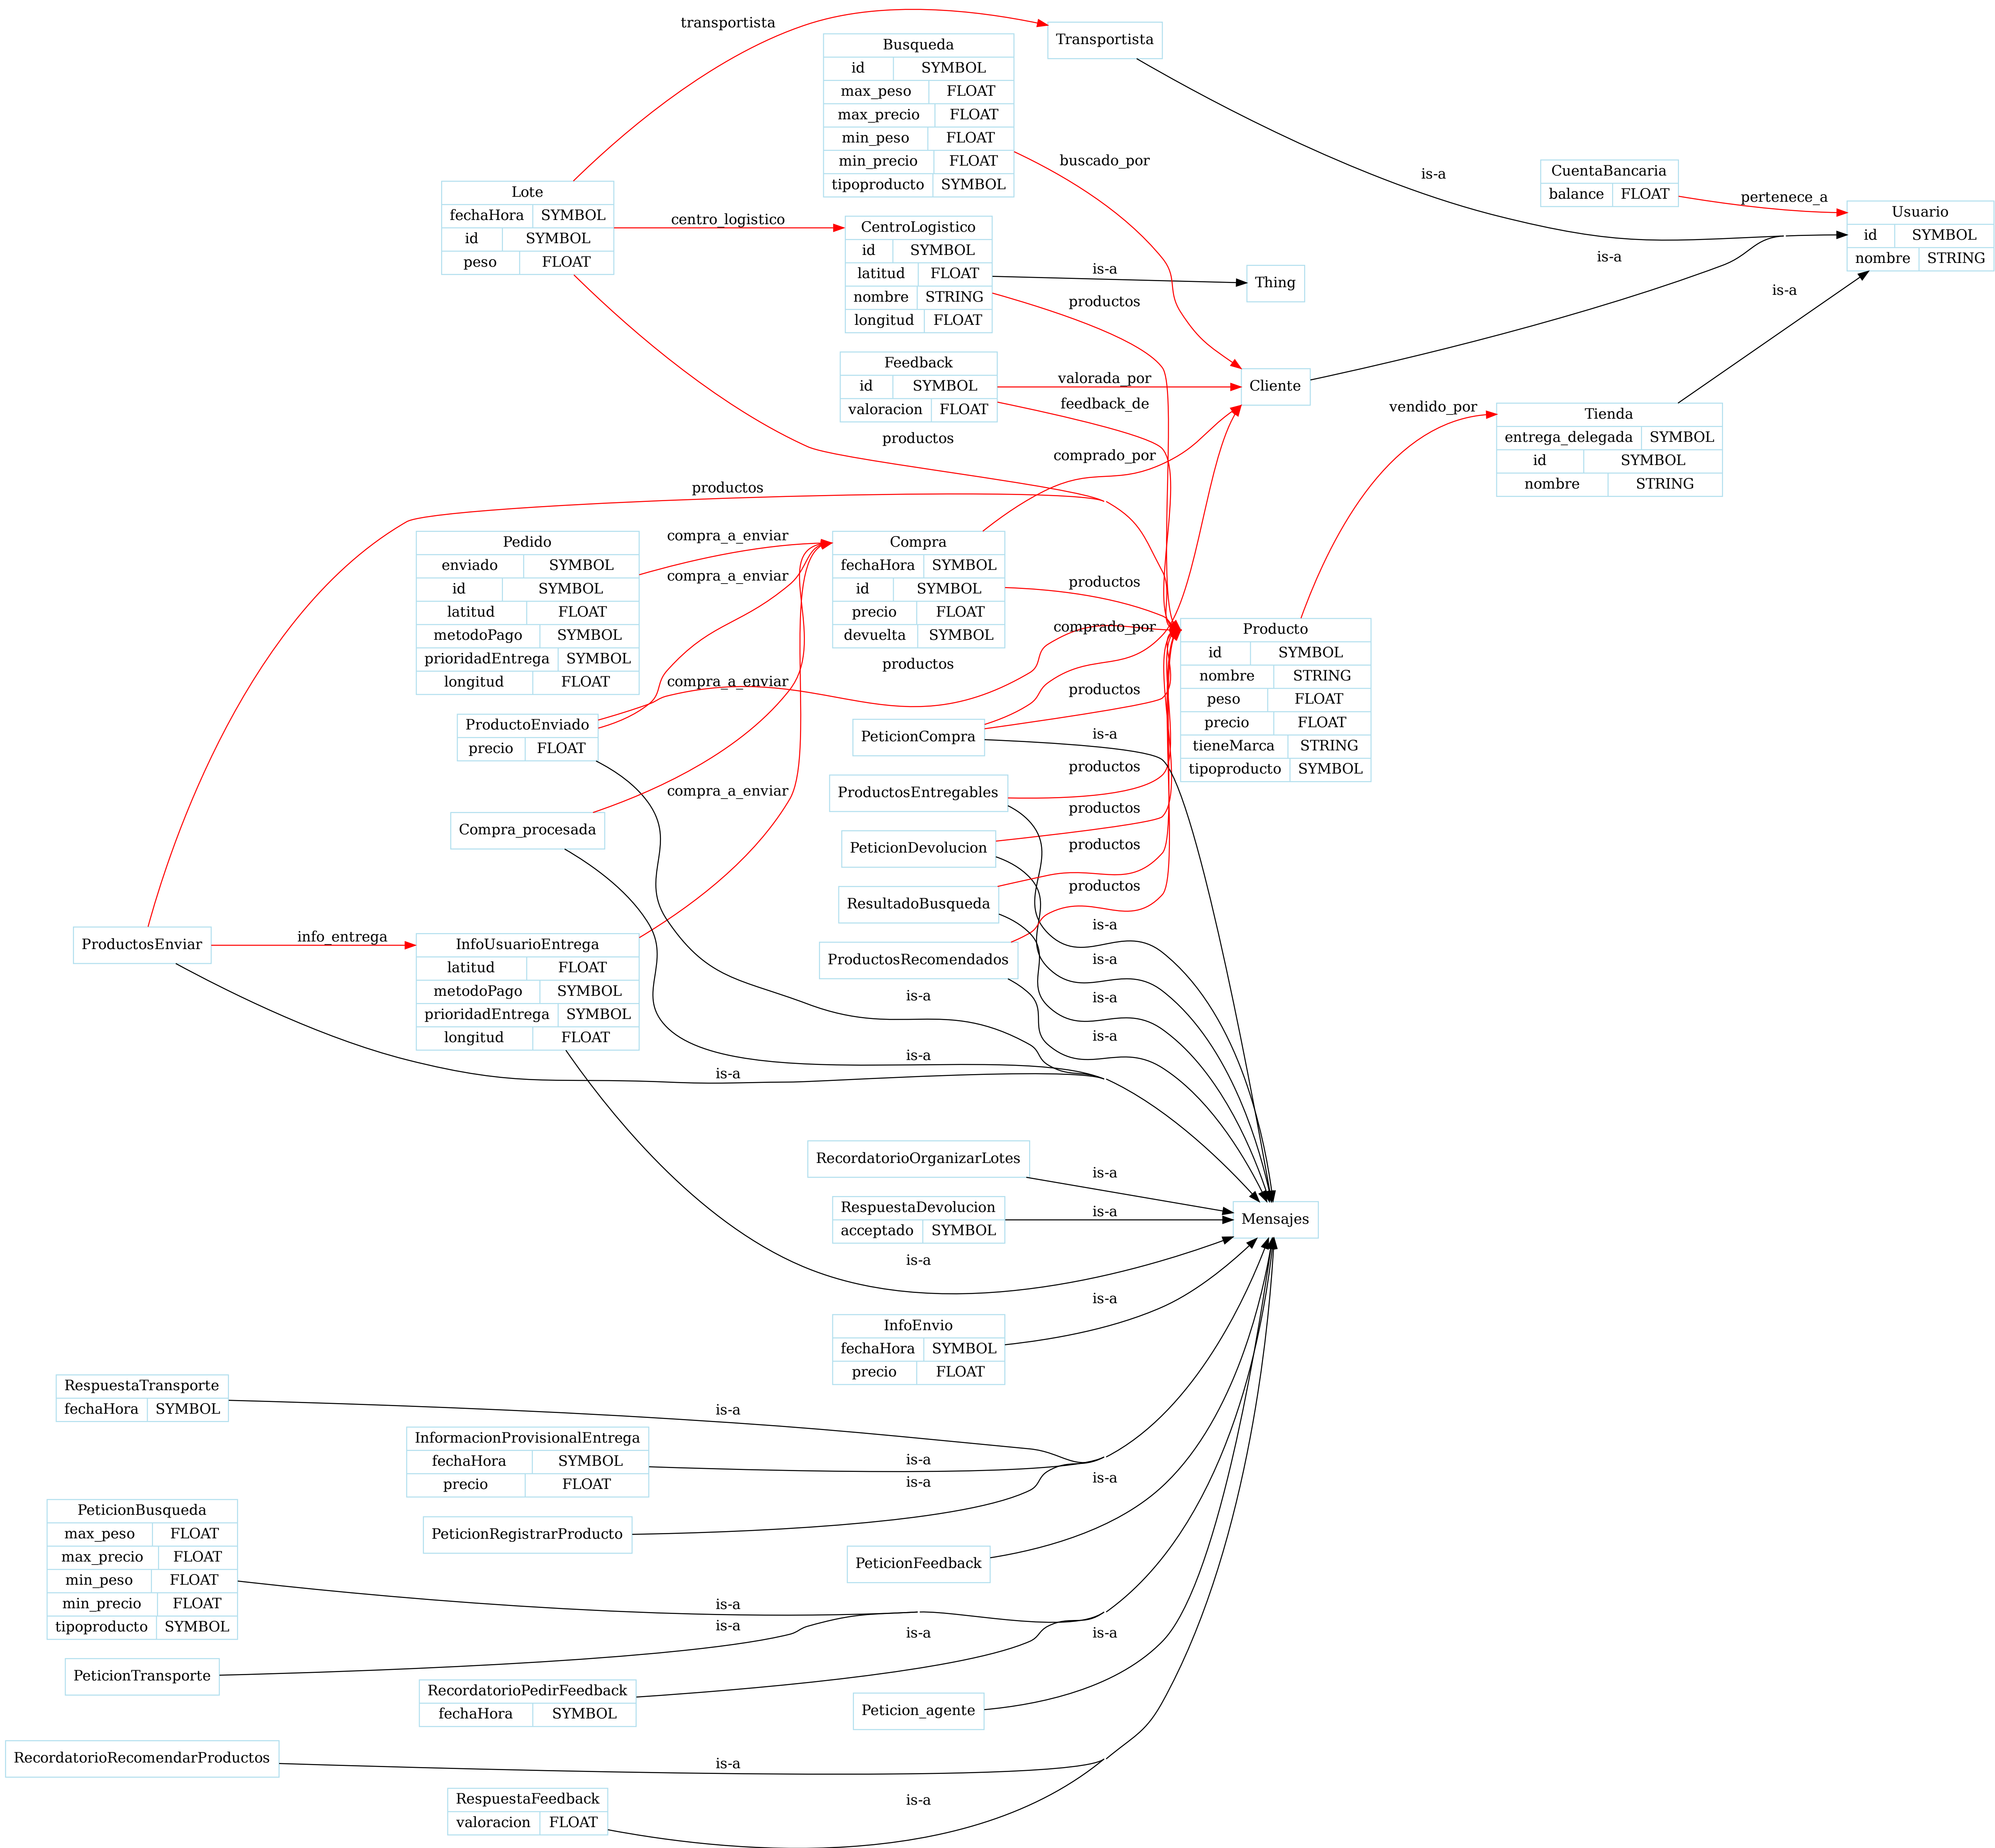 transportista
Transportista
Busqueda
id SYMBOL
max_peso FLOAT
max_precio FLOAT
min_peso FLOAT
min_precio FLOAT
tipoproducto SYMBOL
buscado_por
is-a
CuentaBancaria
balance FLOAT
pertenece_a
Usuario
id SYMBOL
nombre STRING
Lote
fechaHora SYMBOL
id SYMBOL
peso FLOAT
centro_logistico
CentroLogistico
id SYMBOL
latitud FLOAT
nombre STRING
longitud FLOAT
is-a
Thing
productos
is-a
is-a
Feedback
id SYMBOL
valoracion FLOAT
valorada_por
feedback_de
Cliente
vendido_por
Tienda
entrega_delegada SYMBOL
id SYMBOL
nombre STRING
productos
comprado_por
productos
Pedido
enviado SYMBOL
id SYMBOL
latitud FLOAT
metodoPago SYMBOL
prioridadEntrega SYMBOL
longitud FLOAT
compra_a_enviar
compra_a_enviar
Compra
fechaHora SYMBOL
id SYMBOL
precio FLOAT
devuelta SYMBOL
productos
comprado_por
productos
Producto
id SYMBOL
nombre STRING
peso FLOAT
precio FLOAT
tieneMarca STRING
tipoproducto SYMBOL
compra_a_enviar
ProductoEnviado
precio FLOAT
productos
PeticionCompra
is-a
productos
ProductosEntregables
compra_a_enviar
productos
Compra_procesada
PeticionDevolucion
productos
ResultadoBusqueda
productos
is-a
ProductosEnviar
info_entrega
InfoUsuarioEntrega
latitud FLOAT
metodoPago SYMBOL
prioridadEntrega SYMBOL
longitud FLOAT
ProductosRecomendados
is-a
is-a
is-a
is-a
is-a
is-a
RecordatorioOrganizarLotes
is-a
RespuestaDevolucion
acceptado SYMBOL
is-a
Mensajes
is-a
is-a
InfoEnvio
fechaHora SYMBOL
precio FLOAT
RespuestaTransporte
fechaHora SYMBOL
is-a
InformacionProvisionalEntrega
fechaHora SYMBOL
precio FLOAT
is-a
is-a
is-a
PeticionBusqueda
max_peso FLOAT
max_precio FLOAT
min_peso FLOAT
min_precio FLOAT
tipoproducto SYMBOL
PeticionRegistrarProducto
PeticionFeedback
is-a
is-a
is-a
is-a
PeticionTransporte
RecordatorioPedirFeedback
fechaHora SYMBOL
Peticion_agente
RecordatorioRecomendarProductos
is-a
RespuestaFeedback
valoracion FLOAT
is-a